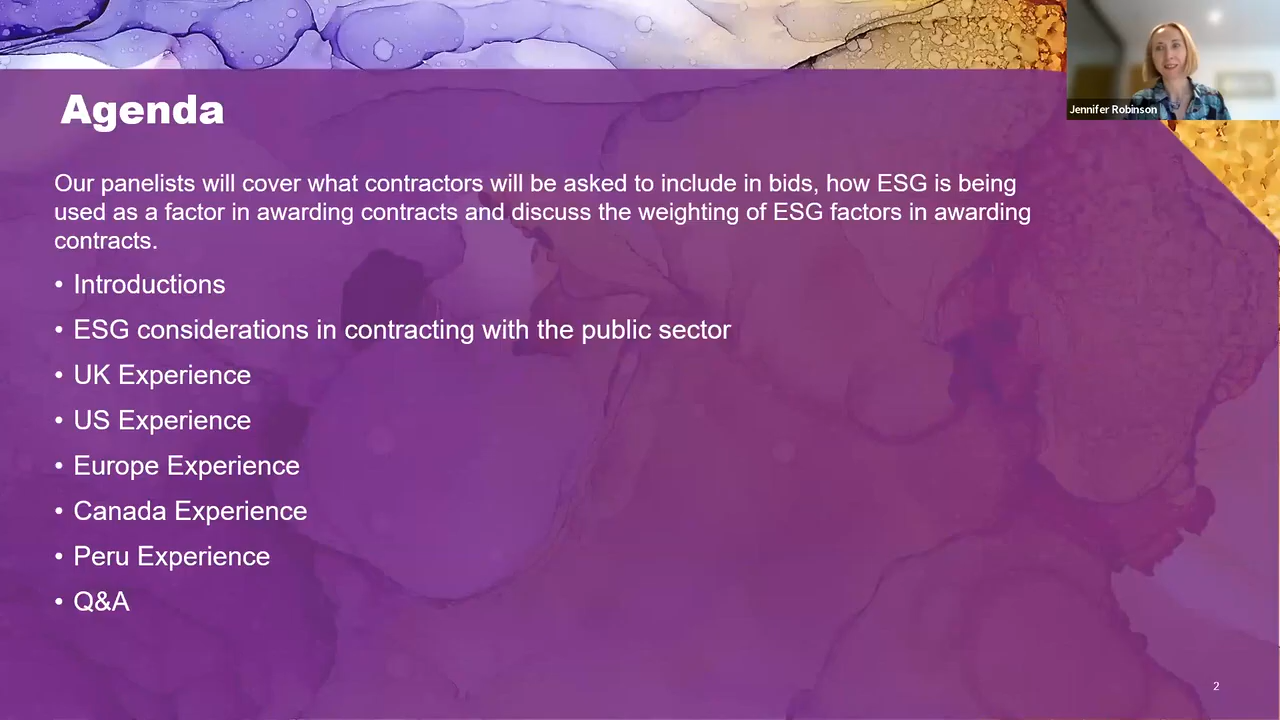 Jennifer Robinson
Agenda
Our panelists will cover what contractors will be asked to include in bids, how ESG is being
used as a factor in awarding contracts and discuss the weighting of ESG factors in awarding
contracts.
• Introductions
• ESG considerations in contracting with the public sector
• UK Experience
• US Experience
• Europe Experience
• Canada Experience
• Peru Experience
• Q&A
2